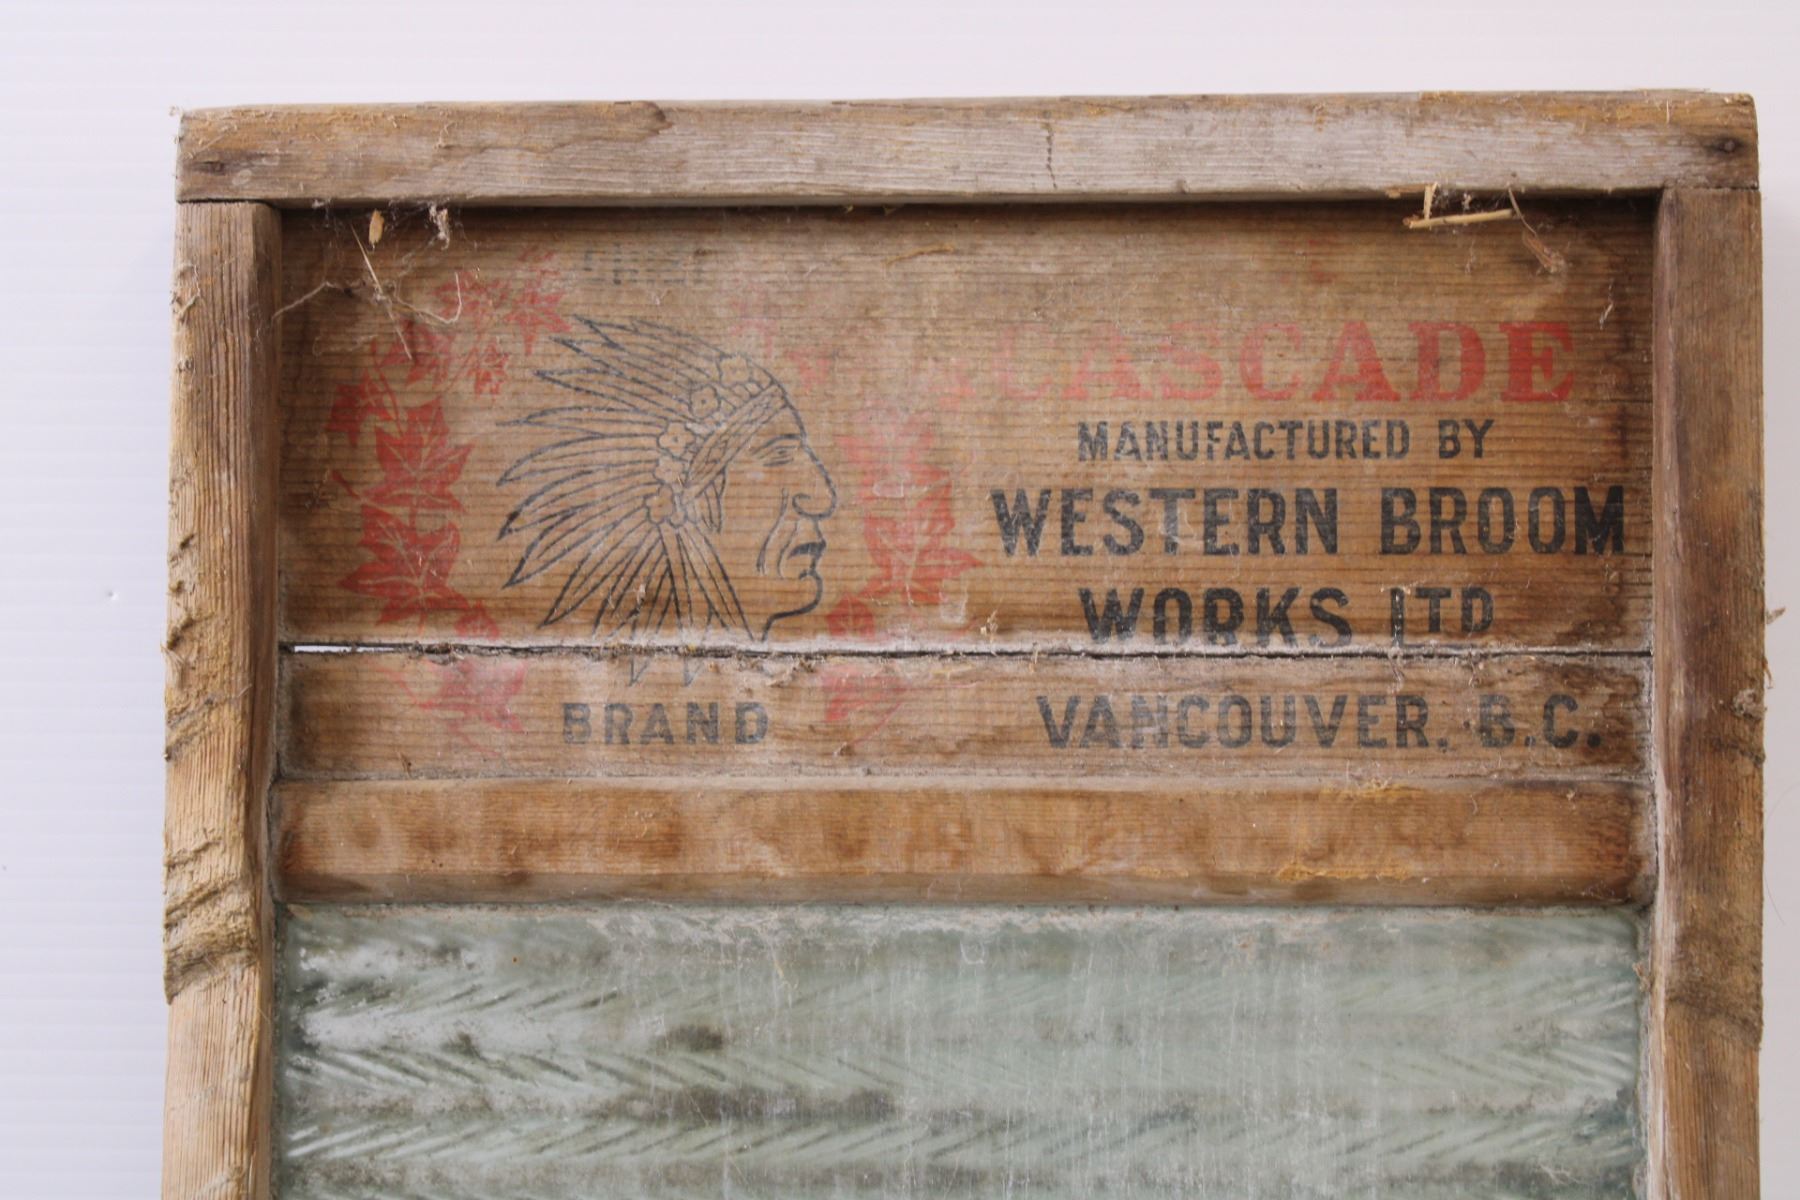 CASCADE
MANUFACTURED BY
WESTERN BROOM
WORKS LTD
VANCOUVER, B.C.
BRAND